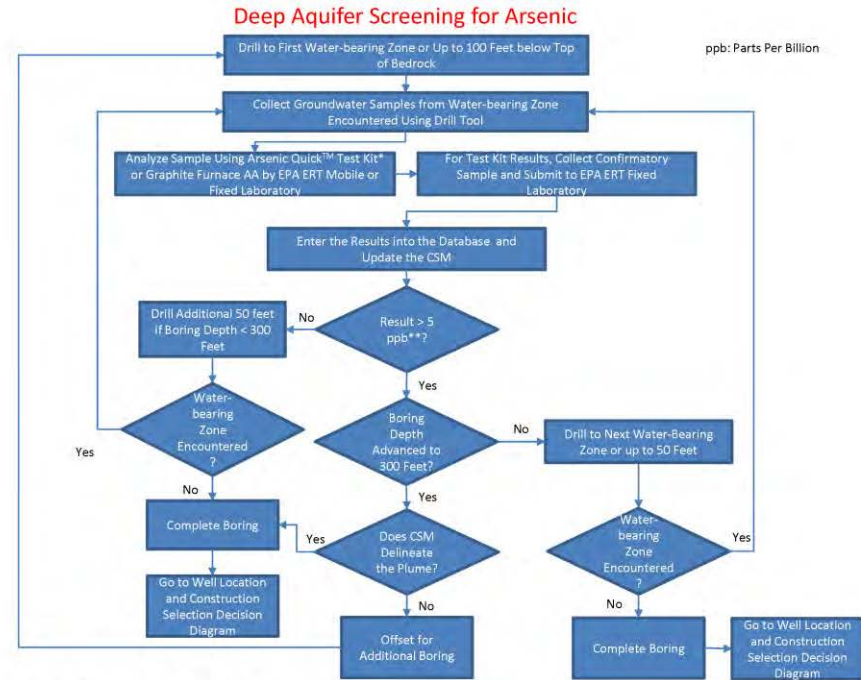 Deep Aquifer Screening for Arsenic
Drill to First Water-bearing Zone or Up to 100 Feet below Top
of Bedrock
ppb: Parts Per Billion
Collect Groundwater Samples from Water-bearing Zone
Encountered Using Drill Tool
Analyze Sample Using Arsenic Quick™ Test Kit*
or Graphite Furnace AA by EPA ERT Mobile or
Fixed Laboratory
For Test Kit Results, Collect Confirmatory
Sample and Submit to EPA ERT Fixed
Laboratory
Enter the Results into the Database and
Update the CSM
Result > 5
ppb**?
No
Drill Additional 50 feet
if Boring Depth < 300
Feet
Yes
Water-
bearing
Zone
Encountered
?
Yes
No
Boring
Depth
Advanced to
300 Feet?
No
Drill to Next Water-Bearing
Zone or up to 50 Feet
Yes
Complete Boring
Yes
Does CSM
Delineate
the Plume?
Water-
bearing
Zone
Encountered
?
Yes
Go to Well Location
and Construction
Selection Decision
Diagram
No
Offset for
Additional Boring
No
Complete Boring
Go to Well Location
and Construction
Selection Decision
Diagram